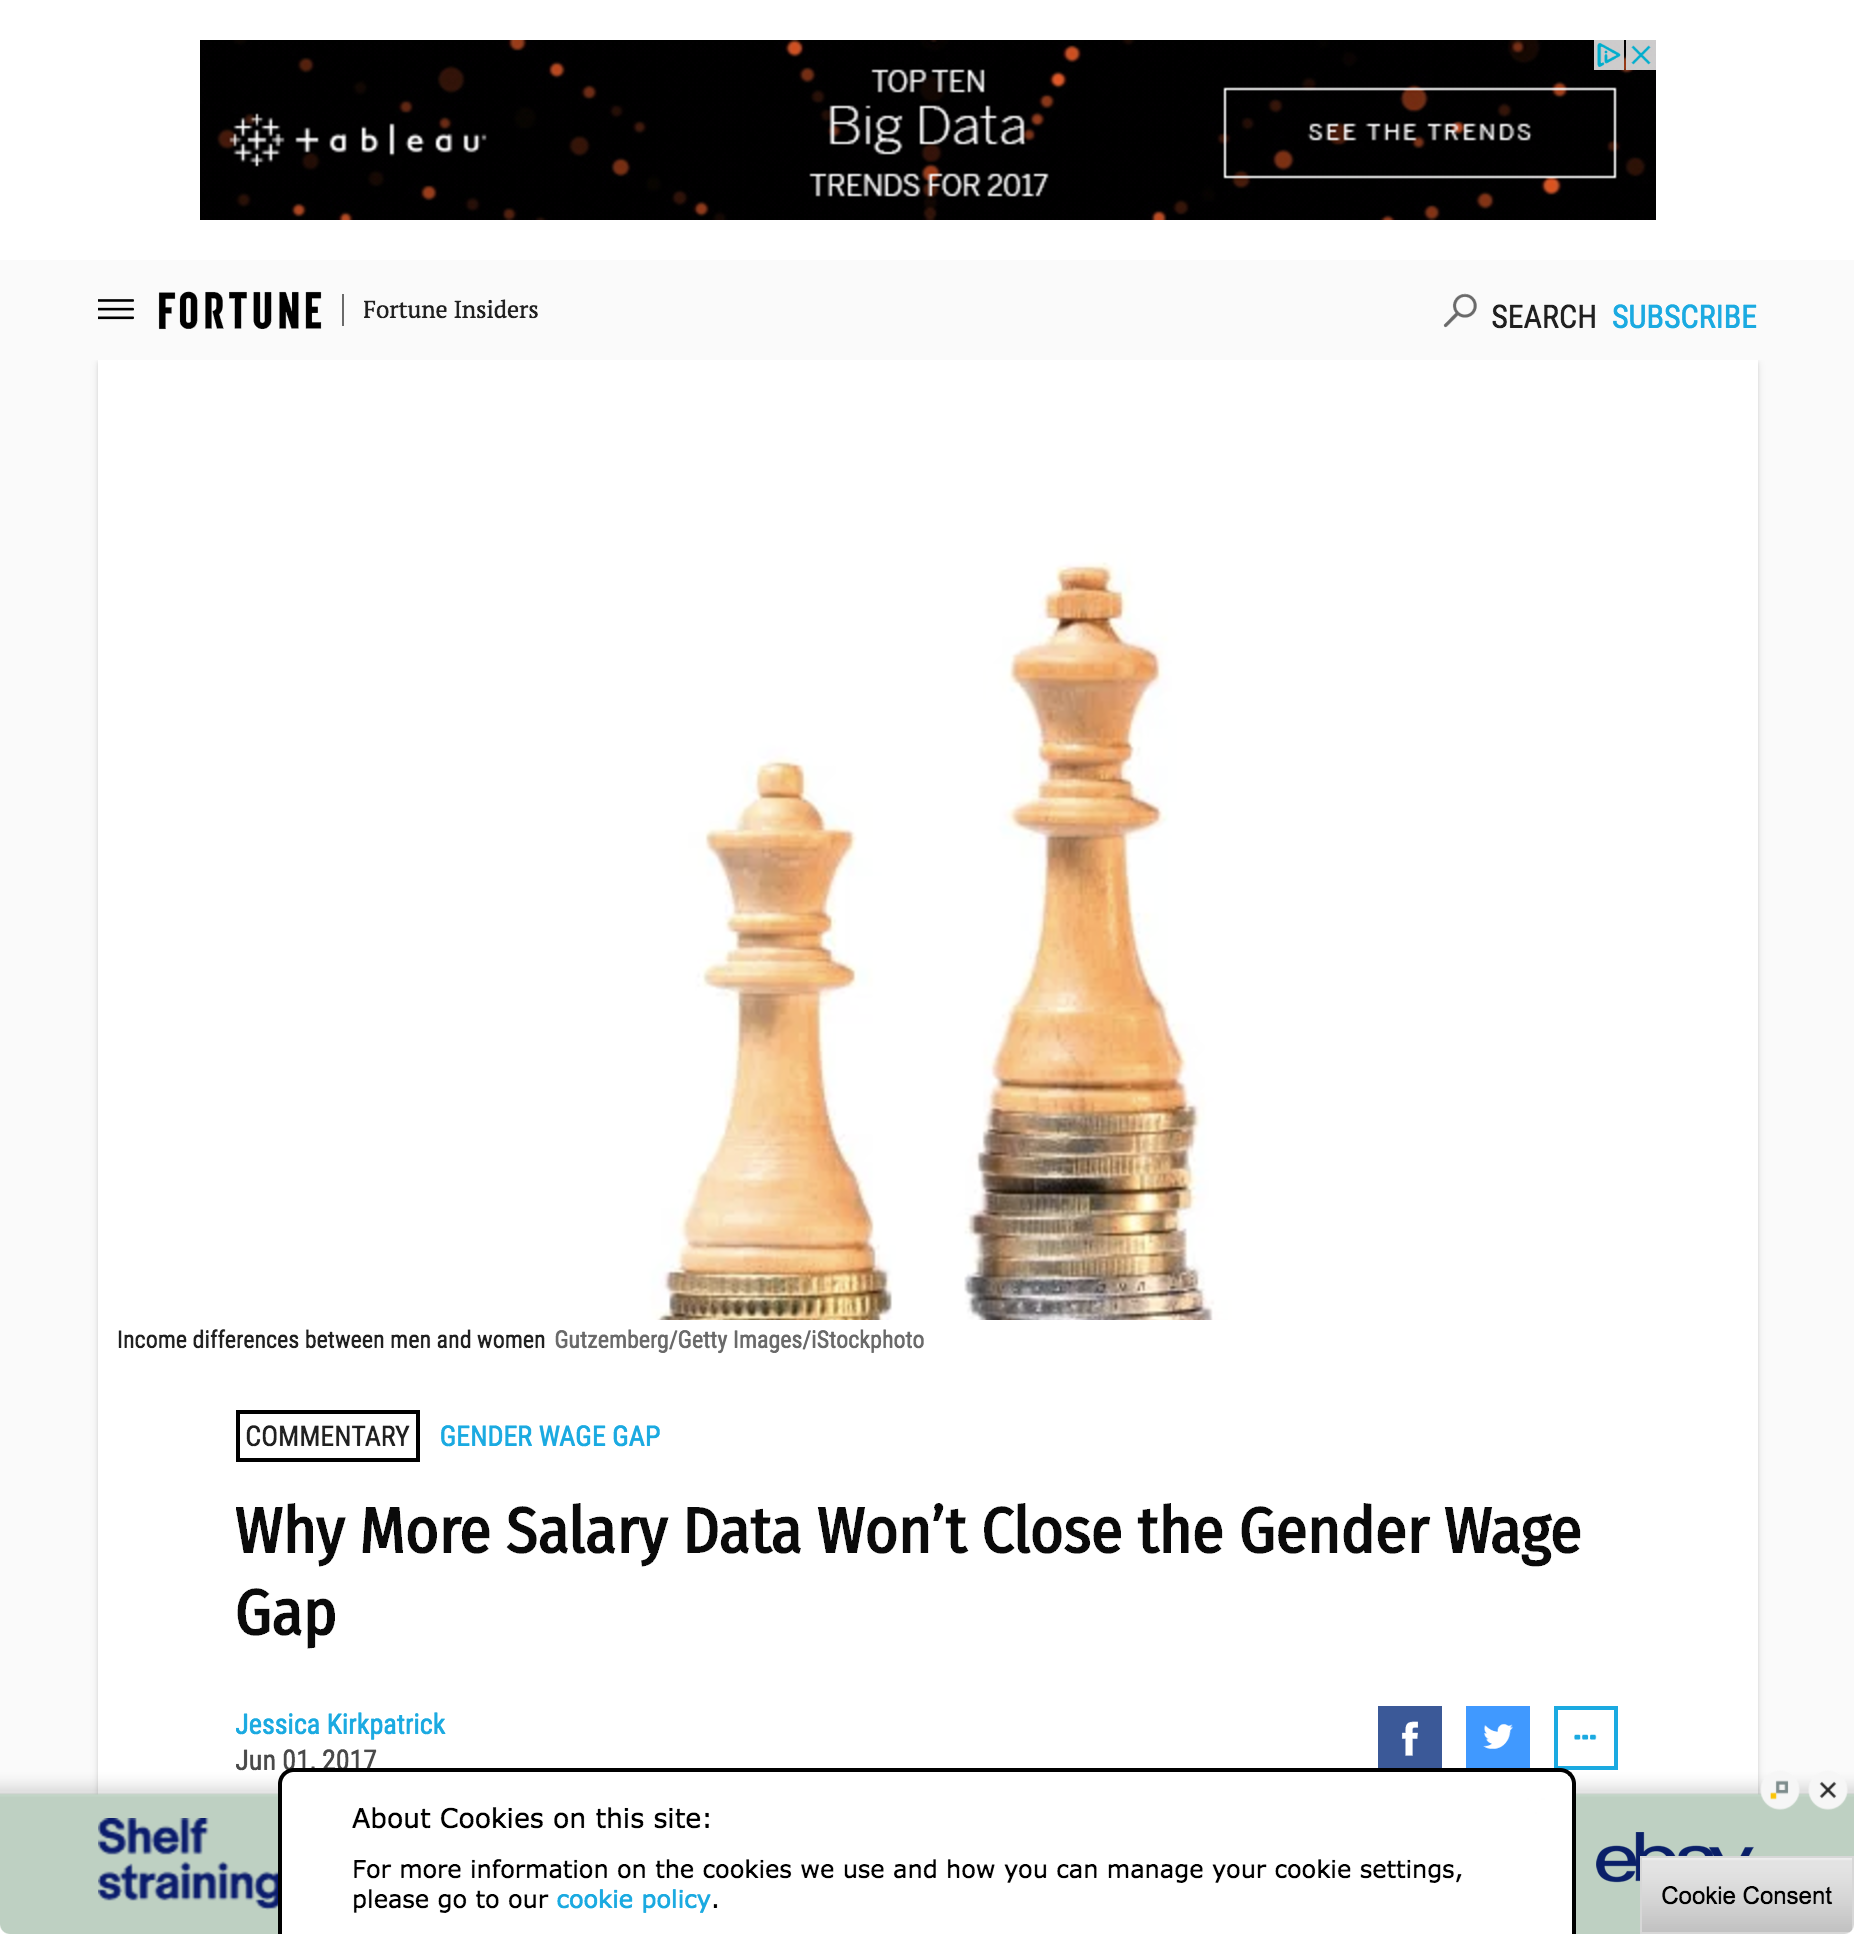 +ableau
TOP TEN
Big Data
TRENDS FOR 2017
SEE THE TRENDS
FORTUNE
Fortune Insiders
SEARCH SUBSCRIBE
Income differences between men and women Gutzemberg/Getty Images/iStockphoto
COMMENTARY GENDER WAGE GAP
Why More Salary Data Won’t Close the Gender Wage
Gap
Jessica Kirkpatrick
Jun 01, 2017
Shelf
straining
About Cookies on this site:
For more information on the cookies we use and how you can manage your cookie settings,
please go to our cookie policy.
ebay
Cookie Consent